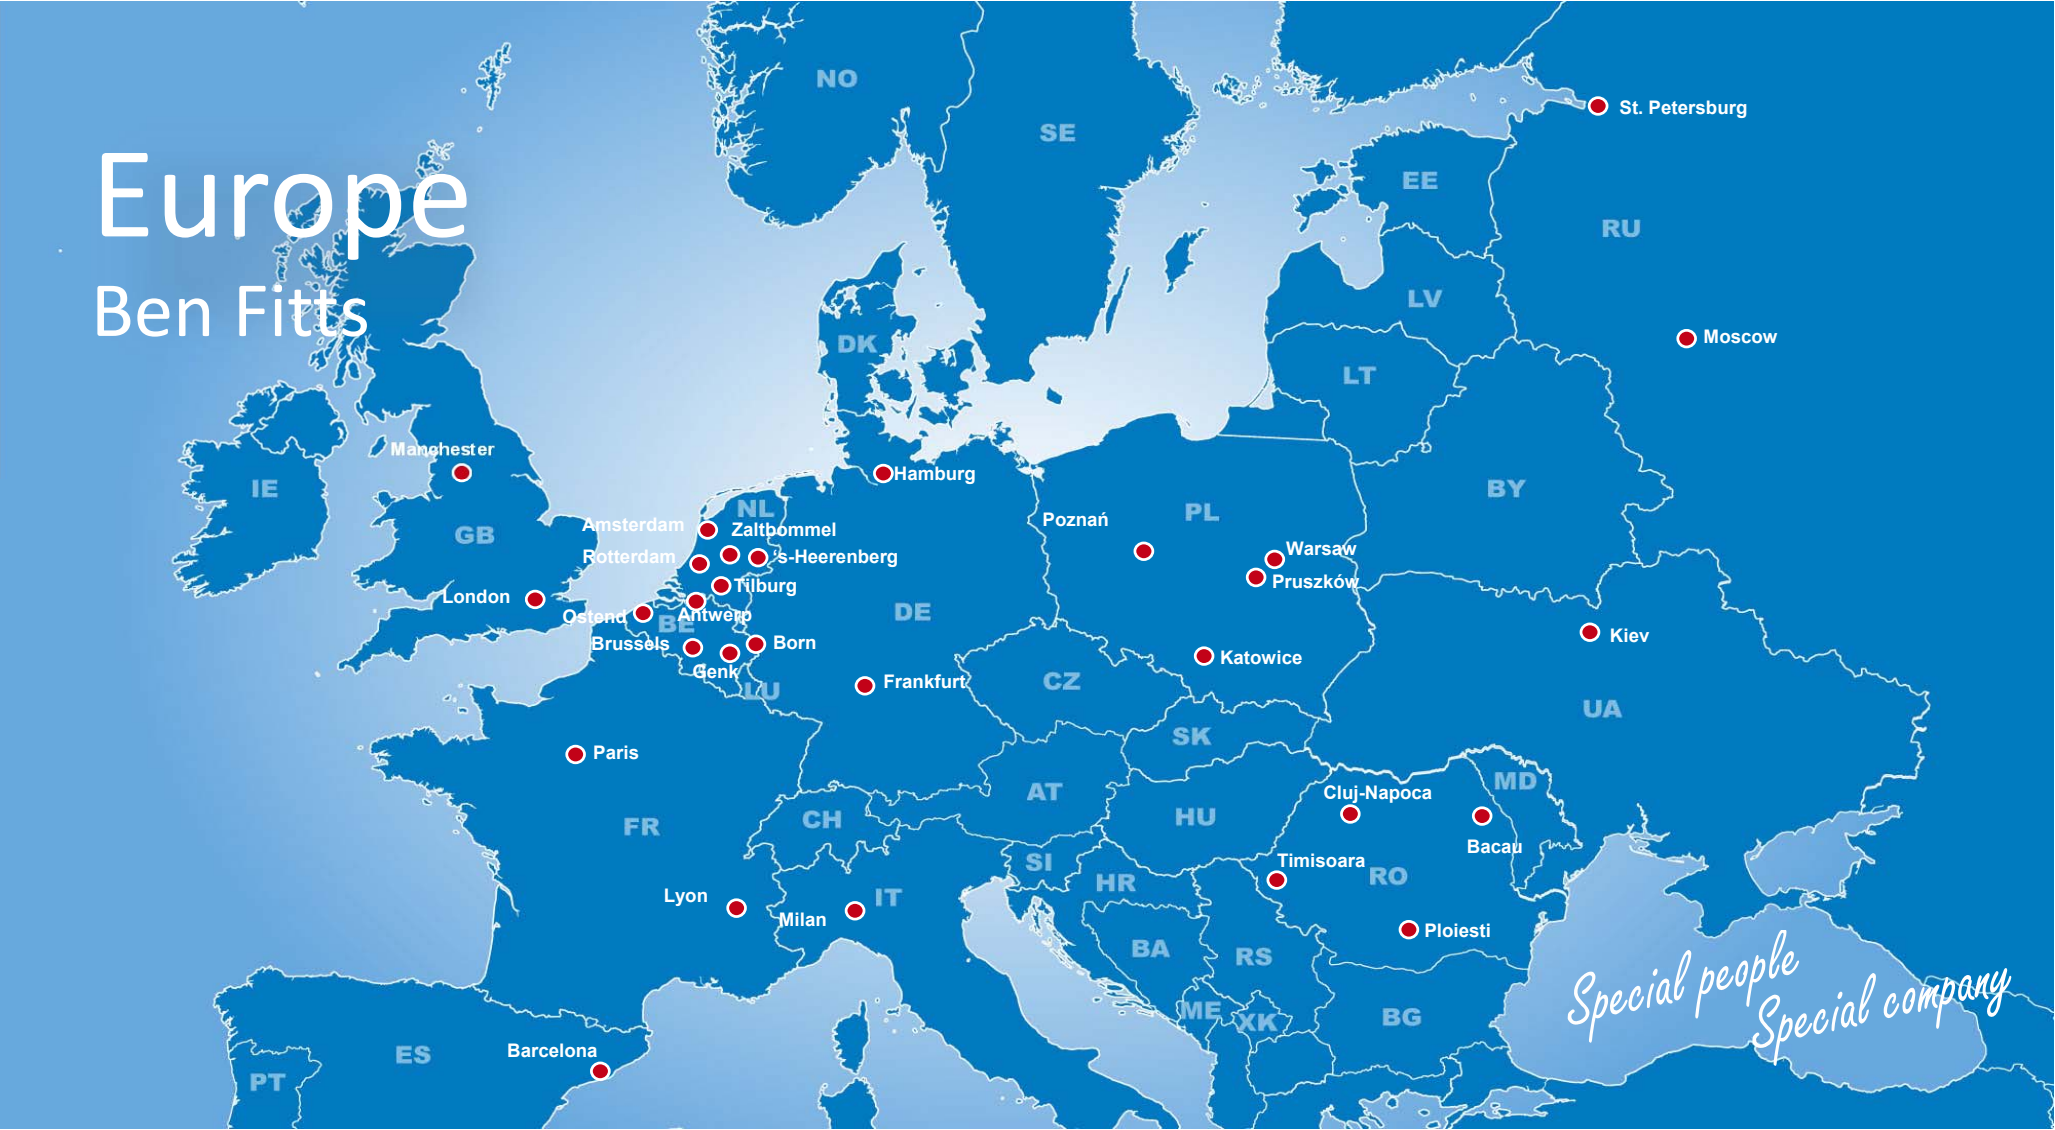 Europe
Ben Fitts
NO
SE
St. Petersburg
EE
RU
LV
Moscow
DK
LT
Manchester
IE
GB
Hamburg
BY
NL
PL
Amsterdam
Zaltbommel
Poznań
Rotterdam
's-Heerenberg
Warsaw
Pruszków
Tilburg
London
Ostend
Antwerp
BE
DE
Kiev
Brussels
Born
Katowice
Genk
LU
Frankfurt
CZ
UA
SK
Paris
MD
AT
Cluj-Napoca
FR
CH
HU
Bacau
SI
Timisoara
HR
RO
Lyon
Milan
IT
Ploiesti
BA
RS
Special people
Special company
ME
XK
BG
ES
Barcelona
PT